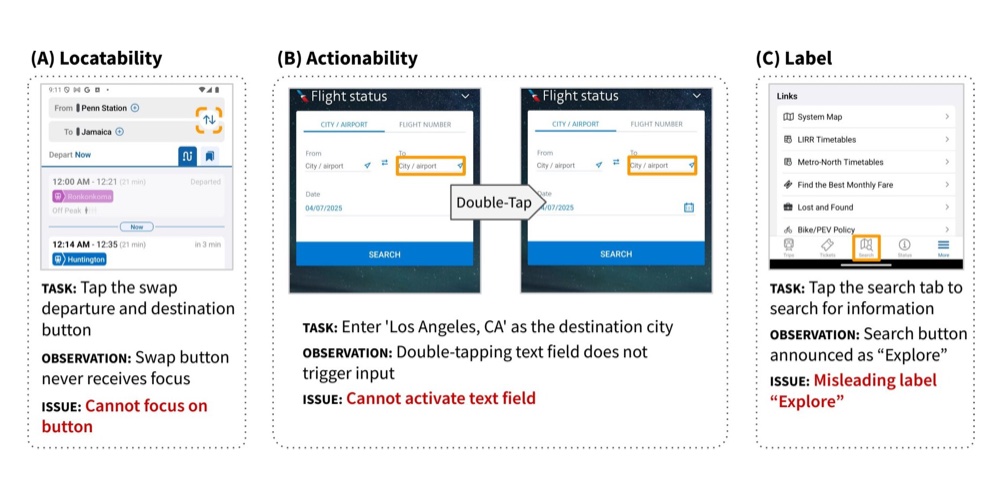 (A) Locatability
9:11
From Penn Station
To Jamaica
Depart Now
12:00 AM - 12:21 (21 min) Departed
Ronkonkoma
Off Peak
Now
12:14 AM - 12:35 (21 min) in 3 min
Huntington
TASK: Tap the swap
departure and destination
button
OBSERVATION: Swap button
never receives focus
ISSUE: Cannot focus on
button
(B) Actionability
Flight status
CITY / AIRPORT FLIGHT NUMBER
From To
City / airport City / airport
Date
04/07/2025
SEARCH
Double-Tap
Flight status
CITY / AIRPORT FLIGHT NUMBER
From To
City / airport City / airport
Date
/07/2025
SEARCH
TASK: Enter 'Los Angeles, CA' as the destination city
OBSERVATION: Double-tapping text field does not
trigger input
ISSUE: Cannot activate text field
(C) Label
Links
System Map
LIRR Timetables
Metro-North Timetables
Find the Best Monthly Fare
Lost and Found
Bike/PEV Policy
Trips Tickets Search Status More
TASK: Tap the search tab to
search for information
OBSERVATION: Search button
announced as “Explore”
ISSUE: Misleading label
“Explore”